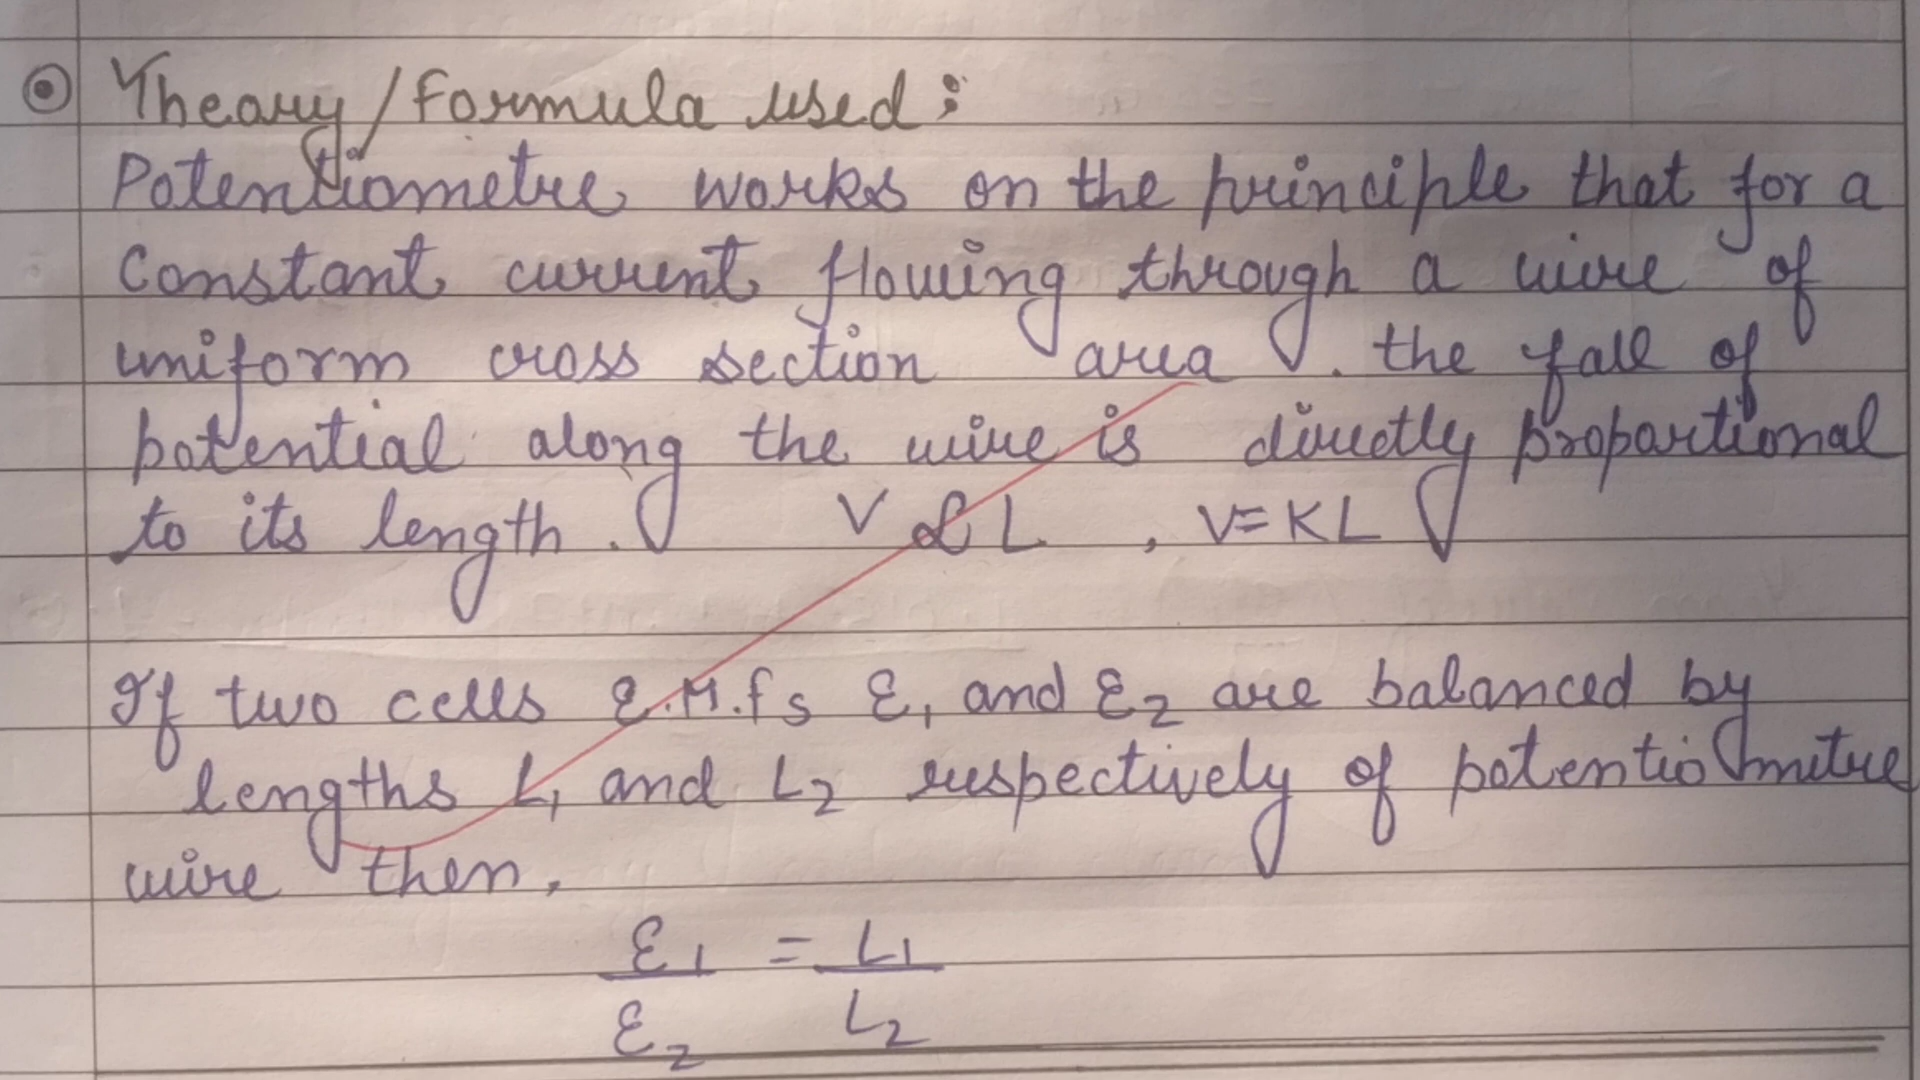 Theory/formula used:
Potentiometre works on the principle that for a
Constant current flowing through a wire of
uniform cross section area. the fall of
potential along the wire is directly proportional
to its length. V ∝ L, V=KL
If two cells E.M.fs ε₁ and ε₂ are balanced by
lengths L₁ and L₂ respectively of potentiometre
wire then,
ε₁ = L₁
ε₂ L₂